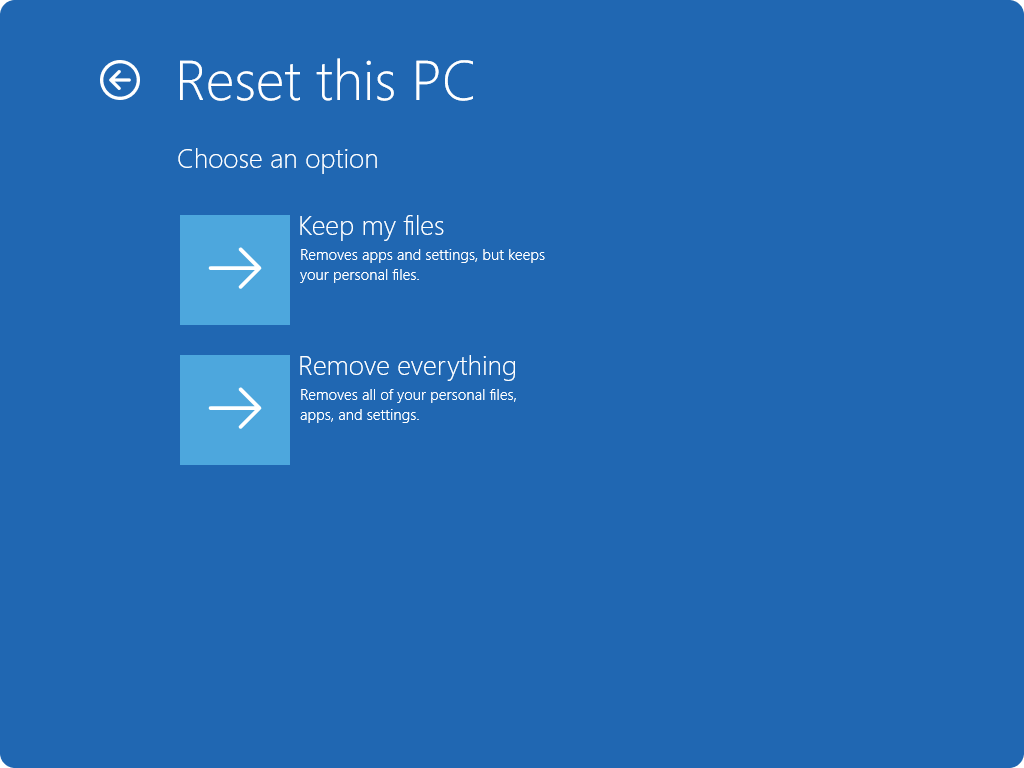 Reset this PC
Choose an option
Keep my files
Removes apps and settings, but keeps
your personal files.
Remove everything
Removes all of your personal files,
apps, and settings.